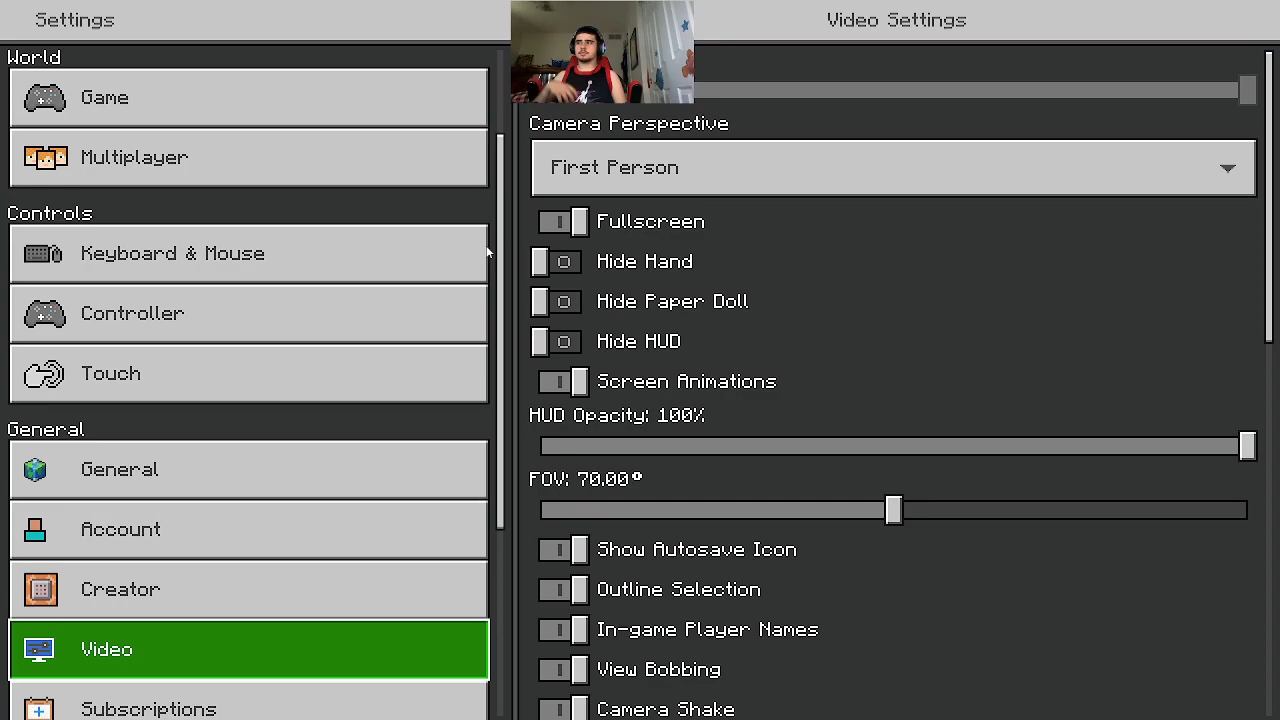 Settings
Video Settings
World
Game
Multiplayer
Controls
Keyboard & Mouse
Controller
Touch
General
General
Account
Creator
Video
Subscriptions
Camera Perspective
First Person
Fullscreen
Hide Hand
Hide Paper Doll
Hide HUD
Screen Animations
HUD Opacity: 100%
FOV: 70.00°
Show Autosave Icon
Outline Selection
In-game Player Names
View Bobbing
Camera Shake